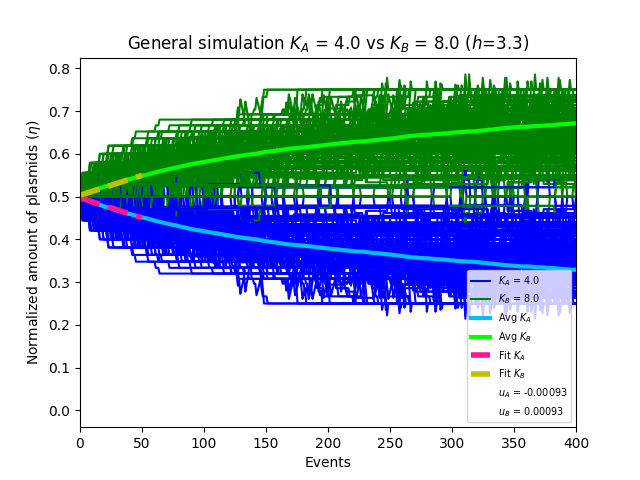 General simulation K_A = 4.0 vs K_B = 8.0 (h=3.3)
Normalized amount of plasmids (η)
0.8
0.7
0.6
0.5
0.4
0.3
0.2
0.1
0.0
K_A = 4.0
K_B = 8.0
Avg K_A
Avg K_B
Fit K_A
Fit K_B
u_A = -0.00093
u_B = 0.00093
0 50 100 150 200 250 300 350 400
Events